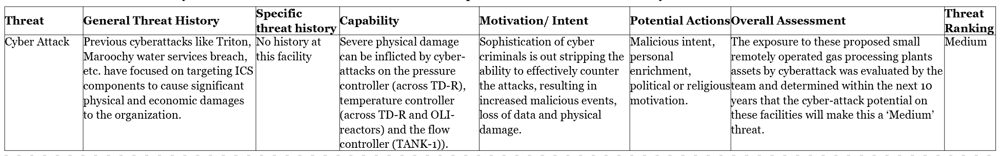 Threat
General Threat History
Specific
threat history
Capability
Motivation/ Intent
Potential Actions
Overall Assessment
Threat
Ranking
Cyber Attack
Previous cyberattacks like Triton,
Maroochy water services breach,
etc. have focused on targeting ICS
components to cause significant
physical and economic damages
to the organization.
No history at
this facility
Severe physical damage
can be inflicted by cyber-
attacks on the pressure
controller (across TD-R),
temperature controller
(across TD-R and OLI-
reactors) and the flow
controller (TANK-1)).
Sophistication of cyber
criminals is out stripping the
ability to effectively counter
the attacks, resulting in
increased malicious events,
loss of data and physical
damage.
Malicious intent,
personal
enrichment,
political or religious
motivation.
The exposure to these proposed small
remotely operated gas processing plants
assets by cyberattack was evaluated by the
team and determined within the next 10
years that the cyber-attack potential on
these facilities will make this a ‘Medium’
threat.
Medium